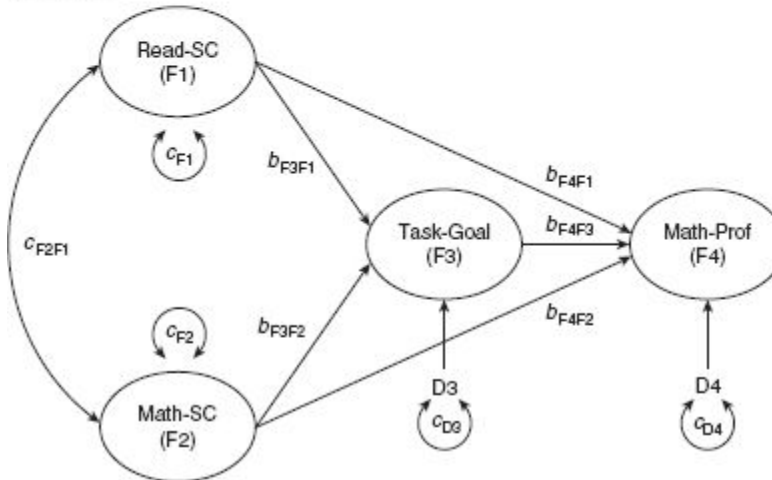 Read-SC
(F1)
cF1
bF3F1
bF4F1
Task-Goal
(F3)
bF4F3
Math-Prof
(F4)
cF2F1
cF2
bF3F2
bF4F2
Math-SC
(F2)
D3
cD3
D4
cD4